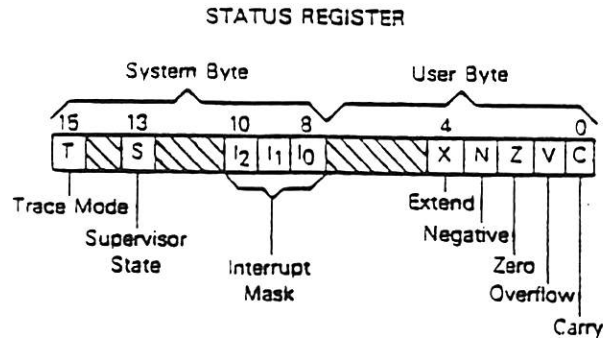 STATUS REGISTER
System Byte User Byte
15 13 10 8 4 0
T S I2 I1 I0 X N Z V C
Trace Mode Extend
Supervisor Negative
State Interrupt Zero
Mask Overflow
Carry